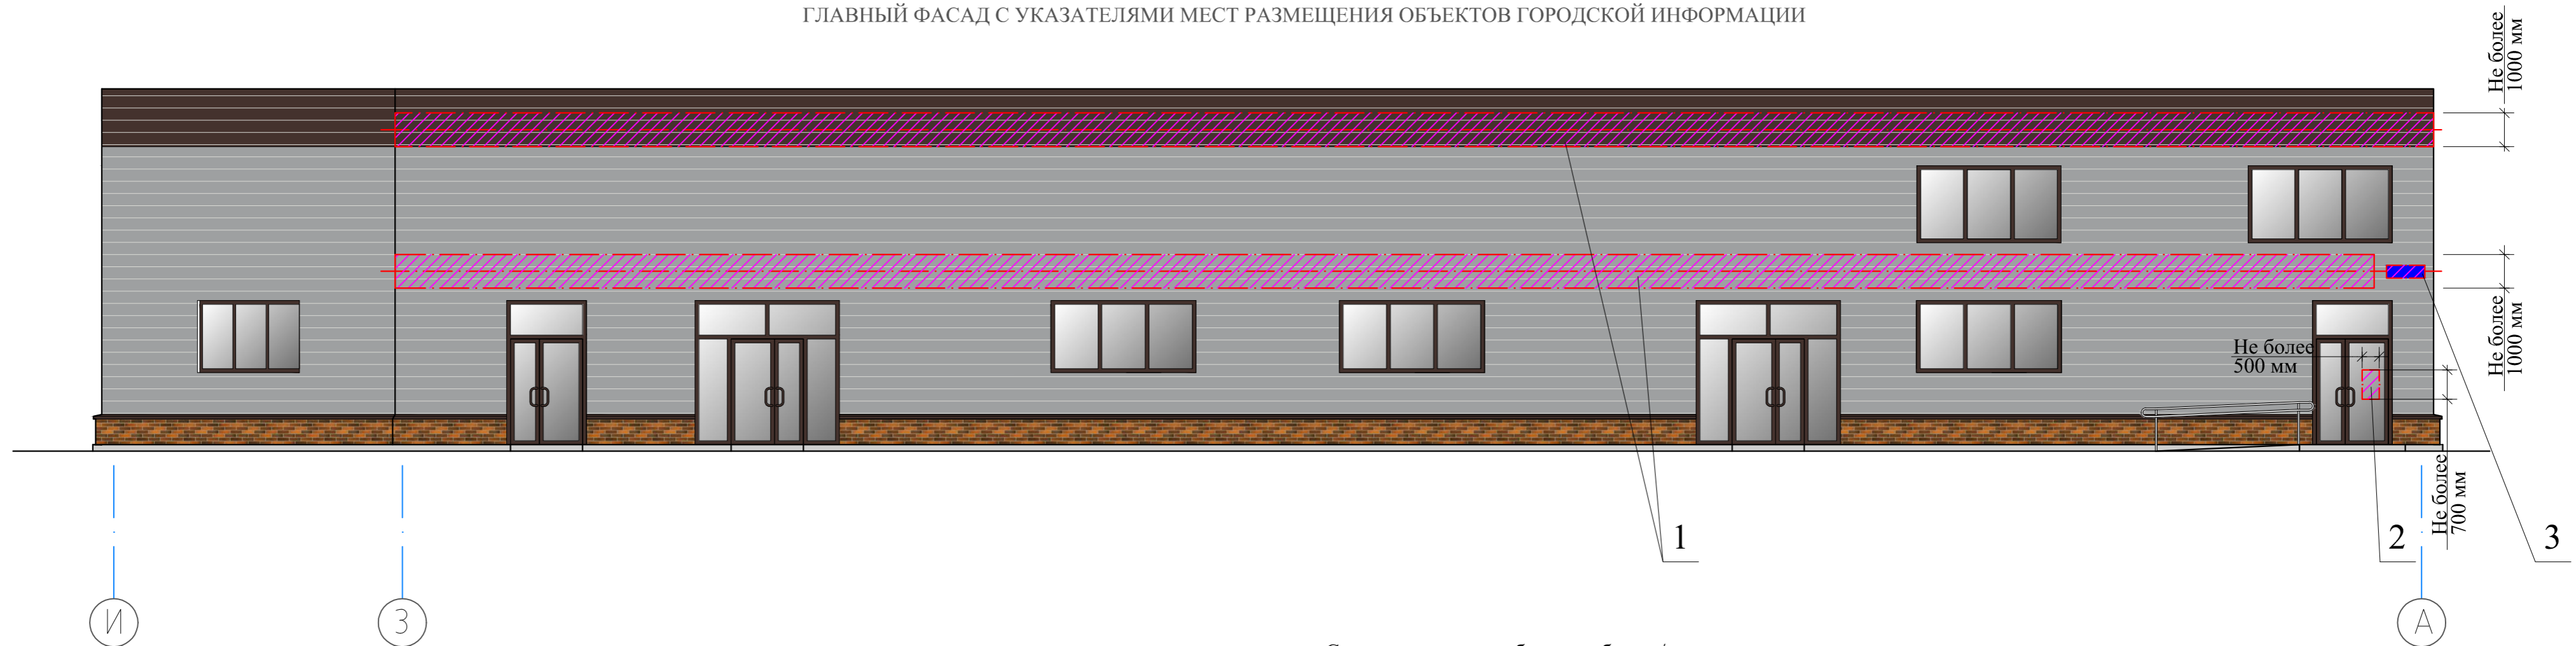 ГЛАВНЫЙ ФАСАД С УКАЗАТЕЛЯМИ МЕСТ РАЗМЕЩЕНИЯ ОБЪЕКТОВ ГОРОДСКОЙ ИНФОРМАЦИИ
Не более
1000 мм
Не более
1000 мм
Не более
500 мм
Не более
700 мм
1
2
3
И
З
А